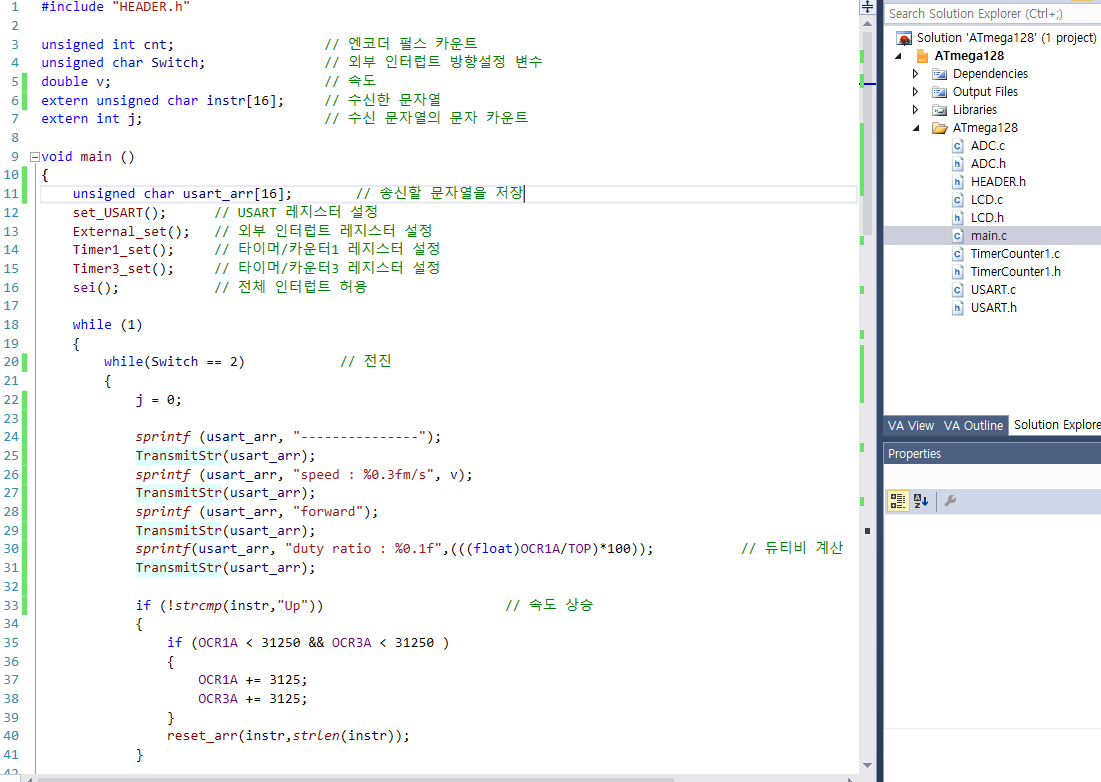 1 #include "HEADER.h"
2
3 unsigned int cnt; // 엔코더 펄스 카운트
4 unsigned char Switch; // 외부 인터럽트 방향설정 변수
5 double v; // 속도
6 extern unsigned char instr[16]; // 수신한 문자열
7 extern int j; // 수신 문자열의 문자 카운트
8
9 void main ()
10 {
11 unsigned char usart_arr[16]; // 송신할 문자열을 저장
12 set_USART(); // USART 레지스터 설정
13 External_set(); // 외부 인터럽트 레지스터 설정
14 Timer1_set(); // 타이머/카운터1 레지스터 설정
15 Timer3_set(); // 타이머/카운터3 레지스터 설정
16 sei(); // 전체 인터럽트 허용
17
18 while (1)
19 {
20 while(Switch == 2) // 전진
21 {
22 j = 0;
23
24 sprintf (usart_arr, "---------------");
25 TransmitStr(usart_arr);
26 sprintf (usart_arr, "speed : %0.3fm/s", v);
27 TransmitStr(usart_arr);
28 sprintf (usart_arr, "forward");
29 TransmitStr(usart_arr);
30 sprintf(usart_arr, "duty ratio : %0.1f",(((float)OCR1A/TOP)*100)); // 듀티비 계산
31 TransmitStr(usart_arr);
32
33 if (!strcmp(instr,"Up")) // 속도 상승
34 {
35 if (OCR1A < 31250 && OCR3A < 31250 )
36 {
37 OCR1A += 3125;
38 OCR3A += 3125;
39 }
40 reset_arr(instr,strlen(instr));
41 }
42
Search Solution Explorer (Ctrl+;)
Solution 'ATmega128' (1 project)
ATmega128
Dependencies
Output Files
Libraries
ATmega128
ADC.c
ADC.h
HEADER.h
LCD.c
LCD.h
main.c
TimerCounter1.c
TimerCounter1.h
USART.c
USART.h
VA View VA Outline Solution Explore
Properties